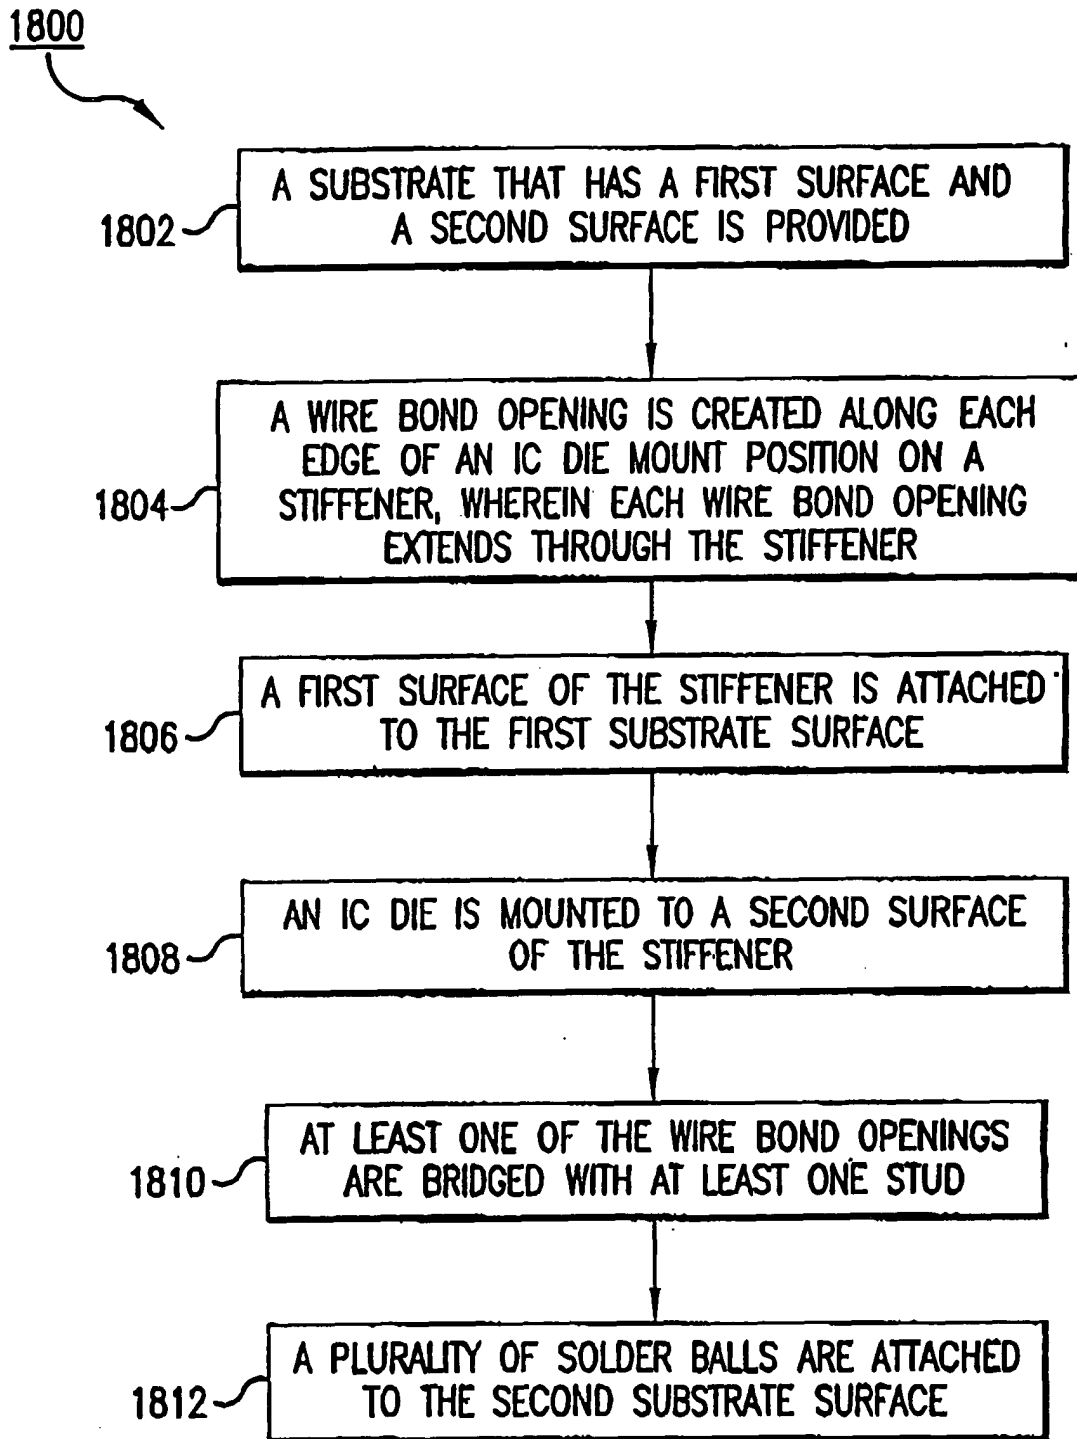 1800
A SUBSTRATE THAT HAS A FIRST SURFACE AND
A SECOND SURFACE IS PROVIDED
1802
A WIRE BOND OPENING IS CREATED ALONG EACH
EDGE OF AN IC DIE MOUNT POSITION ON A
STIFFENER, WHEREIN EACH WIRE BOND OPENING
EXTENDS THROUGH THE STIFFENER
1804
A FIRST SURFACE OF THE STIFFENER IS ATTACHED
TO THE FIRST SUBSTRATE SURFACE
1806
AN IC DIE IS MOUNTED TO A SECOND SURFACE
OF THE STIFFENER
1808
AT LEAST ONE OF THE WIRE BOND OPENINGS
ARE BRIDGED WITH AT LEAST ONE STUD
1810
A PLURALITY OF SOLDER BALLS ARE ATTACHED
TO THE SECOND SUBSTRATE SURFACE
1812